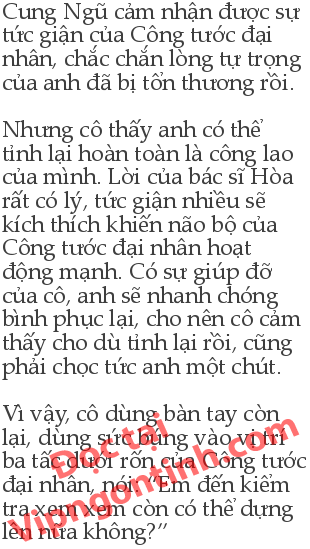 Cung Ngũ cảm nhận được sự
tức giận của Công tước đại
nhân, chắc chắn lòng tự trọng
của anh đã bị tổn thương rồi.
Nhưng cô thấy anh có thể
tỉnh lại hoàn toàn là công lao
của mình. Lời của bác sĩ Hòa
rất có lý, tức giận nhiều sẽ
kích thích khiến não bộ của
Công tước đại nhân hoạt
động mạnh. Có sự giúp đỡ
của cô, anh sẽ nhanh chóng
bình phục lại, cho nên cô cảm
thấy cho dù tỉnh lại rồi, cũng
phải chọc tức anh một chút.
Vì vậy, cô dùng bàn tay còn
lại, dùng sức búng vào vị trí
ba tấc dưới rốn của Công tước
đại nhân, nói: “Em đến kiểm
tra xem xem còn có thể dựng
lên nữa không?”
Đọc tại
Vipngontinh.com